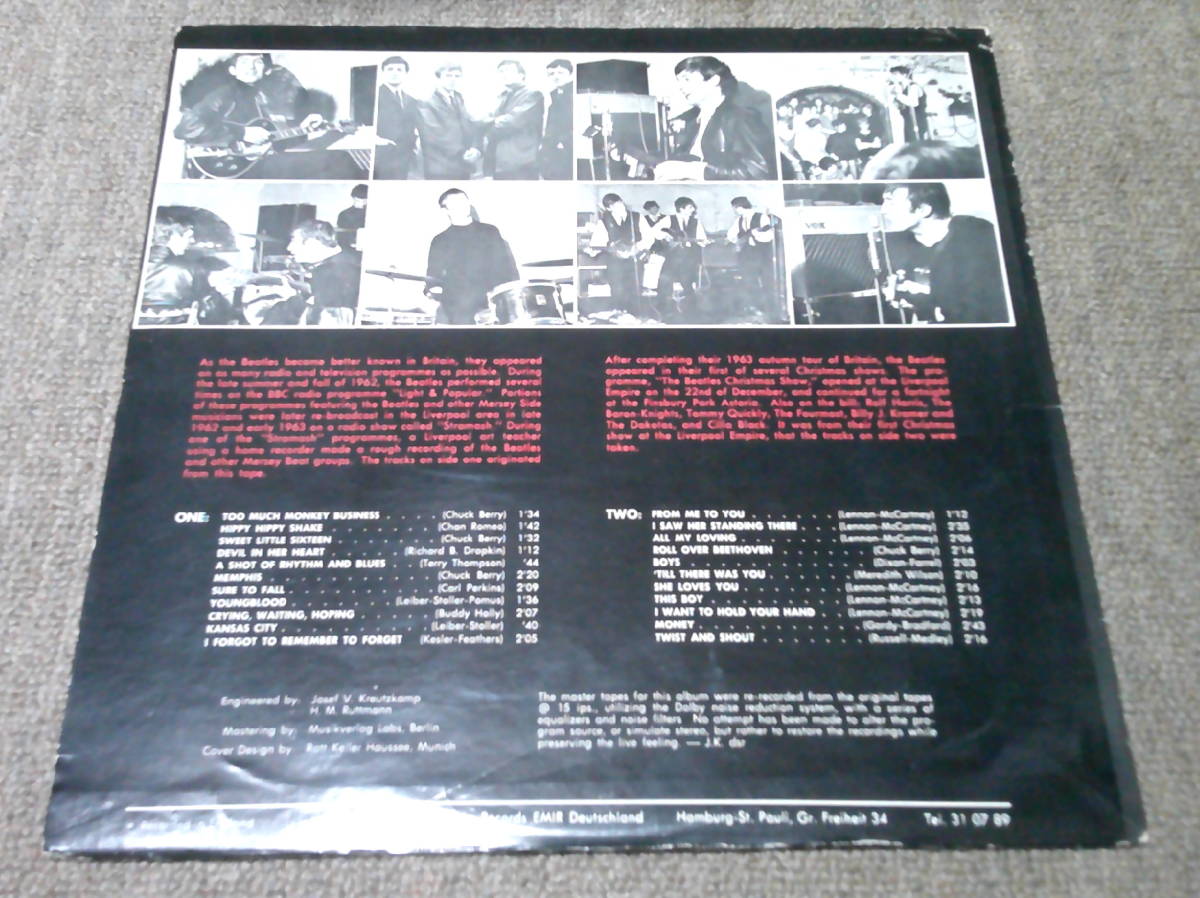 VOX
As the Beatles became better known in Britain, they appeared
on as many radio and television programmes as possible. During
the late summer and fall of 1962, the Beatles performed several
times on the BBC radio programme "Light & Popular." Portions
of these programmes featuring the Beatles and other Mersey Side
musicians were later re-broadcast in the Liverpool area in late
1962 and early 1963 on a radio show called "Stramash." During
one of the "Stramash" programmes, a Liverpool art teacher
using a home recorder made a rough recording of the Beatles
and other Mersey Beat groups. The tracks on side one originated
from this tape.
After completing their 1963 autumn tour of Britain, the Beatles
appeared in their first of several Christmas shows. The pro-
gramme, "The Beatles Christmas Show," opened at the Liverpool
Empire on the 22nd of December, and continued by a
at the Finsbury Park Astoria. Also on the bill, Rolf Harris, The
Baron Knights, Tommy Quickly, The Fourmost, Billy J Kramer and
The Dakotas, and Cilla Black. It was from their first Christmas
show at the Liverpool Empire, that the tracks on side two were
taken.
ONE: TOO MUCH MONKEY BUSINESS . . . . . . (Chuck Berry) 1'34
HIPPY HIPPY SHAKE . . . . . . . . . . (Chan Romeo) 1'42
SWEET LITTLE SIXTEEN . . . . . . . . . (Chuck Berry) 1'32
DEVIL IN HER HEART . . . . . . (Richard B. Drapkin) 1'12
A SHOT OF RHYTHM AND BLUES . . . . (Terry Thompson) '44
MEMPHIS . . . . . . . . . . . . . . (Chuck Berry) 2'20
SURE TO FALL . . . . . . . . . . . . (Carl Perkins) 2'09
YOUNGBLOOD . . . . . . . . (Leiber-Stoller-Pomus) 1'36
CRYING, WAITING, HOPING . . . . . . . (Buddy Holly) 2'07
KANSAS CITY . . . . . . . . . . . . (Leiber-Stoller) '40
I FORGOT TO REMEMBER TO FORGET (Kesler-Feathers) 2'05
TWO: FROM ME TO YOU . . . . . . . (Lennon-McCartney) 1'12
I SAW HER STANDING THERE . . . (Lennon-McCartney) 2'35
ALL MY LOVING . . . . . . . . (Lennon-McCartney) 2'06
ROLL OVER BEETHOVEN . . . . . . . . (Chuck Berry) 2'14
BOYS . . . . . . . . . . . . . . . (Dixon-Farrel) 2'03
'TILL THERE WAS YOU . . . . . . . (Meredith Wilson) 2'10
SHE LOVES YOU . . . . . . . . (Lennon-McCartney) 2'16
THIS BOY . . . . . . . . . . . (Lennon-McCartney) 2'13
I WANT TO HOLD YOUR HAND . . . (Lennon-McCartney) 2'19
MONEY . . . . . . . . . . . . . (Gordy-Bradford) 2'43
TWIST AND SHOUT . . . . . . . . (Russell-Medley) 2'16
Engineered by: Josef V. Krautzkamp
H. M. Ruttmann
Mastering by: Musikverlag Labs, Berlin
Cover Design by Rott Keller Haussee, Munich
The master tapes for this album were re-recorded from the original tapes
@ 15 ips., utilizing the Dolby noise reduction system, with a series of
equalizers and noise filters. No attempt has been made to alter the pro-
gram source, or simulate stereo, but rather to restore the recordings while
preserving the live feeling. — J.K. dsr
Records EMIR Deutschland Hamburg-St. Pauli, Gr. Freiheit 34 Tel. 31 07 89